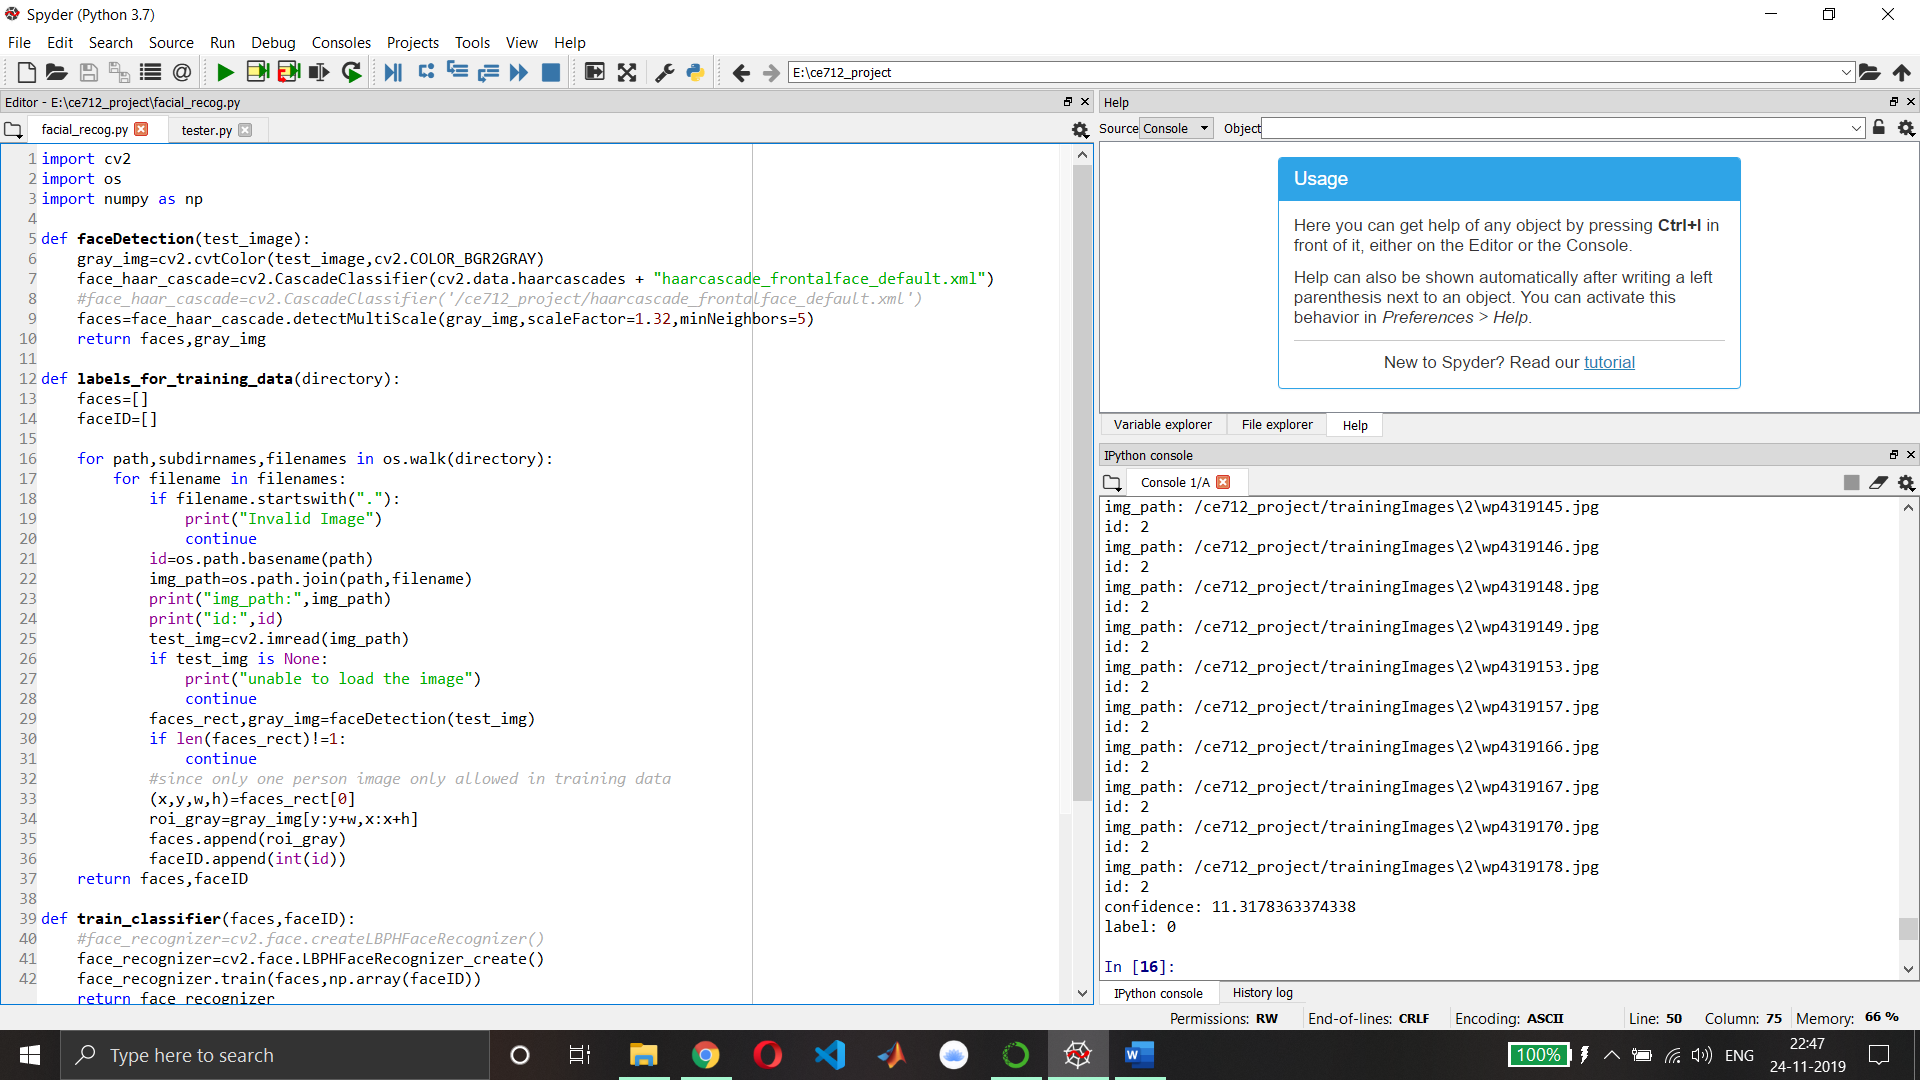 Spyder (Python 3.7)
File Edit Search Source Run Debug Consoles Projects Tools View Help
E:\ce712_project
Editor - E:\ce712_project\facial_recog.py
facial_recog.py tester.py
1 import cv2
2 import os
3 import numpy as np
4
5 def faceDetection(test_image):
6     gray_img=cv2.cvtColor(test_image,cv2.COLOR_BGR2GRAY)
7     face_haar_cascade=cv2.CascadeClassifier(cv2.data.haarcascades + "haarcascade_frontalface_default.xml")
8     #face_haar_cascade=cv2.CascadeClassifier('/ce712_project/haarcascade_frontalface_default.xml')
9     faces=face_haar_cascade.detectMultiScale(gray_img,scaleFactor=1.32,minNeighbors=5)
10     return faces,gray_img
11
12 def labels_for_training_data(directory):
13     faces=[]
14     faceID=[]
15
16     for path,subdirnames,filenames in os.walk(directory):
17         for filename in filenames:
18             if filename.startswith("."):
19                 print("Invalid Image")
20                 continue
21             id=os.path.basename(path)
22             img_path=os.path.join(path,filename)
23             print("img_path:",img_path)
24             print("id:",id)
25             test_img=cv2.imread(img_path)
26             if test_img is None:
27                 print("unable to load the image")
28                 continue
29             faces_rect,gray_img=faceDetection(test_img)
30             if len(faces_rect)!=1:
31                 continue
32             #since only one person image only allowed in training data
33             (x,y,w,h)=faces_rect[0]
34             roi_gray=gray_img[y:y+w,x:x+h]
35             faces.append(roi_gray)
36             faceID.append(int(id))
37     return faces,faceID
38
39 def train_classifier(faces,faceID):
40     #face_recognizer=cv2.face.createLBPHFaceRecognizer()
41     face_recognizer=cv2.face.LBPHFaceRecognizer_create()
42     face_recognizer.train(faces,np.array(faceID))
return face_recognizer
Help
Source Console Object
Usage
Here you can get help of any object by pressing Ctrl+I in
front of it, either on the Editor or the Console.
Help can also be shown automatically after writing a left
parenthesis next to an object. You can activate this
behavior in Preferences > Help.
New to Spyder? Read our tutorial
Variable explorer File explorer Help
IPython console
Console 1/A
img_path: /ce712_project/trainingImages\2\wp4319145.jpg
id: 2
img_path: /ce712_project/trainingImages\2\wp4319146.jpg
id: 2
img_path: /ce712_project/trainingImages\2\wp4319148.jpg
id: 2
img_path: /ce712_project/trainingImages\2\wp4319149.jpg
id: 2
img_path: /ce712_project/trainingImages\2\wp4319153.jpg
id: 2
img_path: /ce712_project/trainingImages\2\wp4319157.jpg
id: 2
img_path: /ce712_project/trainingImages\2\wp4319166.jpg
id: 2
img_path: /ce712_project/trainingImages\2\wp4319167.jpg
id: 2
img_path: /ce712_project/trainingImages\2\wp4319170.jpg
id: 2
img_path: /ce712_project/trainingImages\2\wp4319178.jpg
id: 2
confidence: 11.3178363374338
label: 0
In [16]:
IPython console History log
Permissions: RW End-of-lines: CRLF Encoding: ASCII Line: 50 Column: 75 Memory: 66 %
Type here to search
100% ENG
22:47
24-11-2019